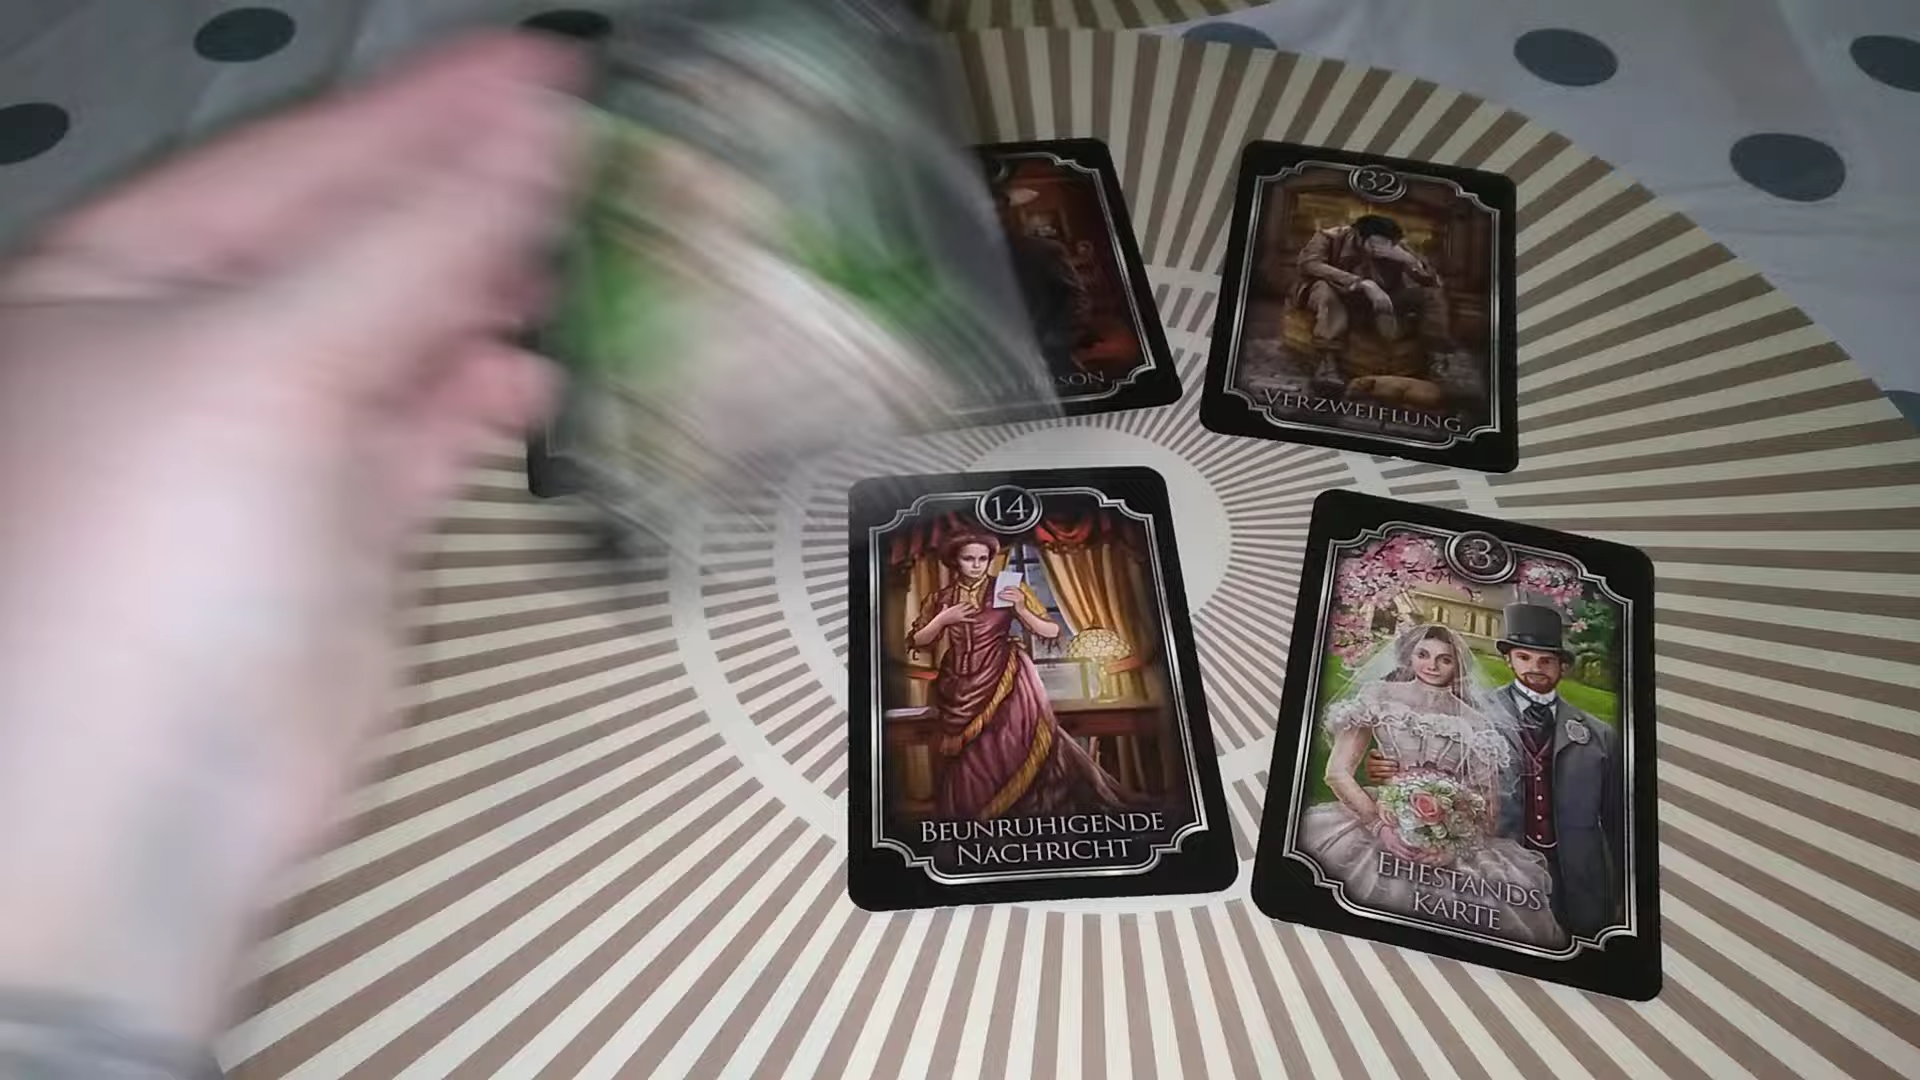 32
VERZWEIFLUNG
14
BEUNRUHIGENDE
NACHRICHT
3
EHESTANDS
KARTE